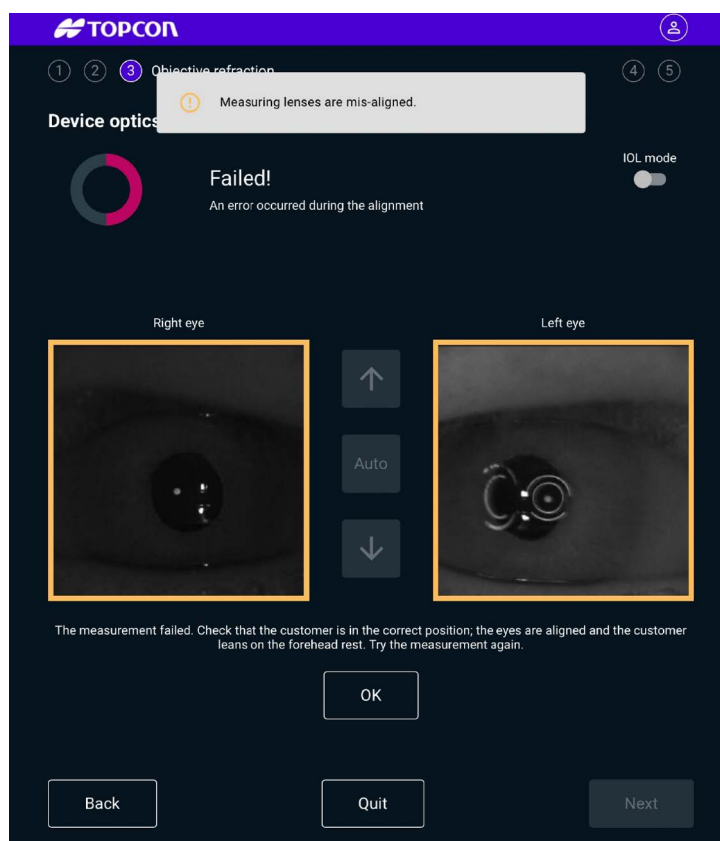 TOPCON
1 2 3 Objective refraction 4 5
Measuring lenses are mis-aligned.
Device optics
IOL mode
Failed!
An error occurred during the alignment
Right eye
Left eye
Auto
The measurement failed. Check that the customer is in the correct position; the eyes are aligned and the customer
leans on the forehead rest. Try the measurement again.
OK
Back
Quit
Next